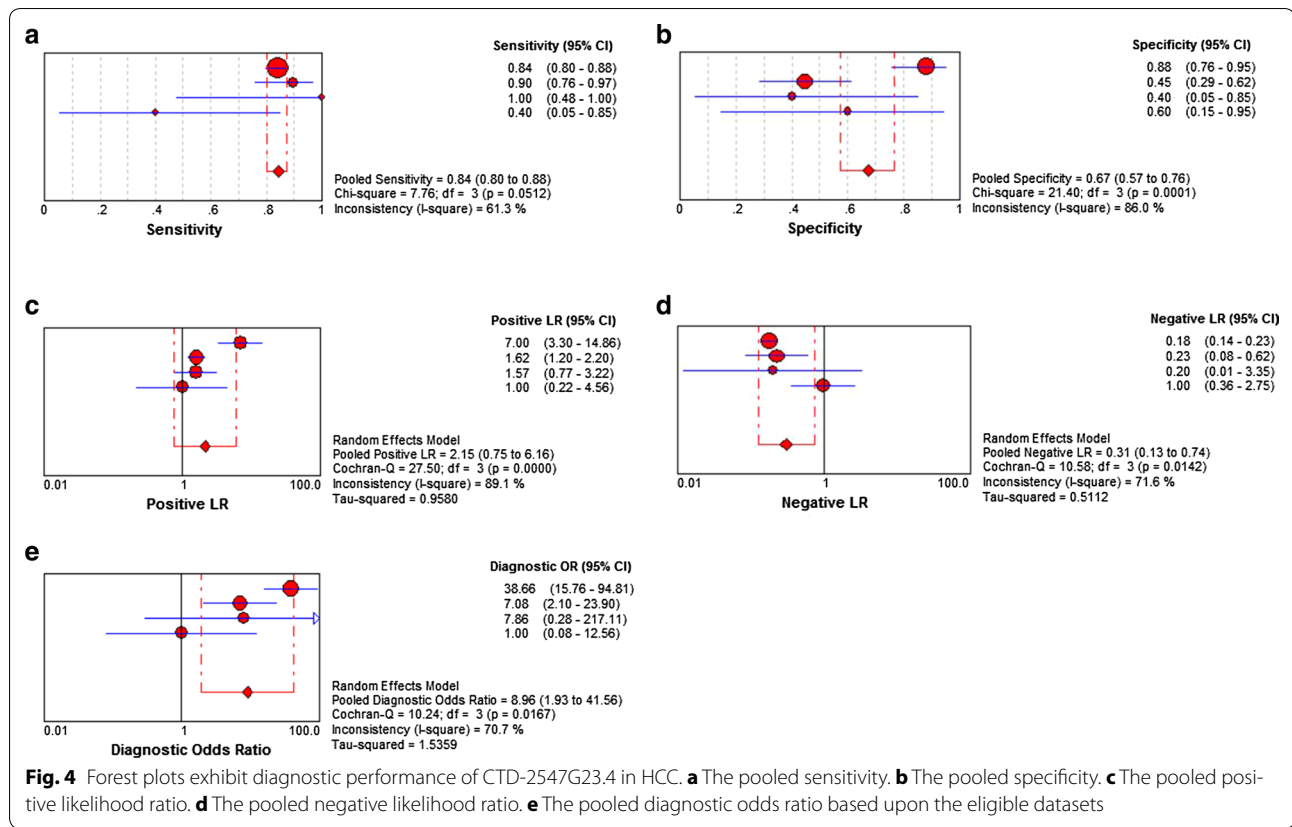 a
Sensitivity (95% CI)
0.84 (0.80 - 0.88)
0.90 (0.76 - 0.97)
1.00 (0.48 - 1.00)
0.40 (0.05 - 0.85)
Pooled Sensitivity = 0.84 (0.80 to 0.88)
Chi-square = 7.76; df = 3 (p = 0.0512)
Inconsistency (I-square) = 61.3 %
0 .2 .4 .6 .8 1
Sensitivity
b
Specificity (95% CI)
0.88 (0.76 - 0.95)
0.45 (0.29 - 0.62)
0.40 (0.05 - 0.85)
0.60 (0.15 - 0.95)
Pooled Specificity = 0.67 (0.57 to 0.76)
Chi-square = 21.40; df = 3 (p = 0.0001)
Inconsistency (I-square) = 86.0 %
0 .2 .4 .6 .8 1
Specificity
c
Positive LR (95% CI)
7.00 (3.30 - 14.86)
1.62 (1.20 - 2.20)
1.57 (0.77 - 3.22)
1.00 (0.22 - 4.56)
Random Effects Model
Pooled Positive LR = 2.15 (0.75 to 6.16)
Cochran-Q = 27.50; df = 3 (p = 0.0000)
Inconsistency (I-square) = 89.1 %
Tau-squared = 0.9580
0.01 1 100.0
Positive LR
d
Negative LR (95% CI)
0.18 (0.14 - 0.23)
0.23 (0.08 - 0.62)
0.20 (0.01 - 3.35)
1.00 (0.36 - 2.75)
Random Effects Model
Pooled Negative LR = 0.31 (0.13 to 0.74)
Cochran-Q = 10.58; df = 3 (p = 0.0142)
Inconsistency (I-square) = 71.6 %
Tau-squared = 0.5112
0.01 1 100.0
Negative LR
e
Diagnostic OR (95% CI)
38.66 (15.76 - 94.81)
7.08 (2.10 - 23.90)
7.86 (0.28 - 217.11)
1.00 (0.08 - 12.56)
Random Effects Model
Pooled Diagnostic Odds Ratio = 8.96 (1.93 to 41.56)
Cochran-Q = 10.24; df = 3 (p = 0.0167)
Inconsistency (I-square) = 70.7 %
Tau-squared = 1.5359
0.01 1 100.0
Diagnostic Odds Ratio
Fig. 4 Forest plots exhibit diagnostic performance of CTD-2547G23.4 in HCC. a The pooled sensitivity. b The pooled specificity. c The pooled posi-
tive likelihood ratio. d The pooled negative likelihood ratio. e The pooled diagnostic odds ratio based upon the eligible datasets